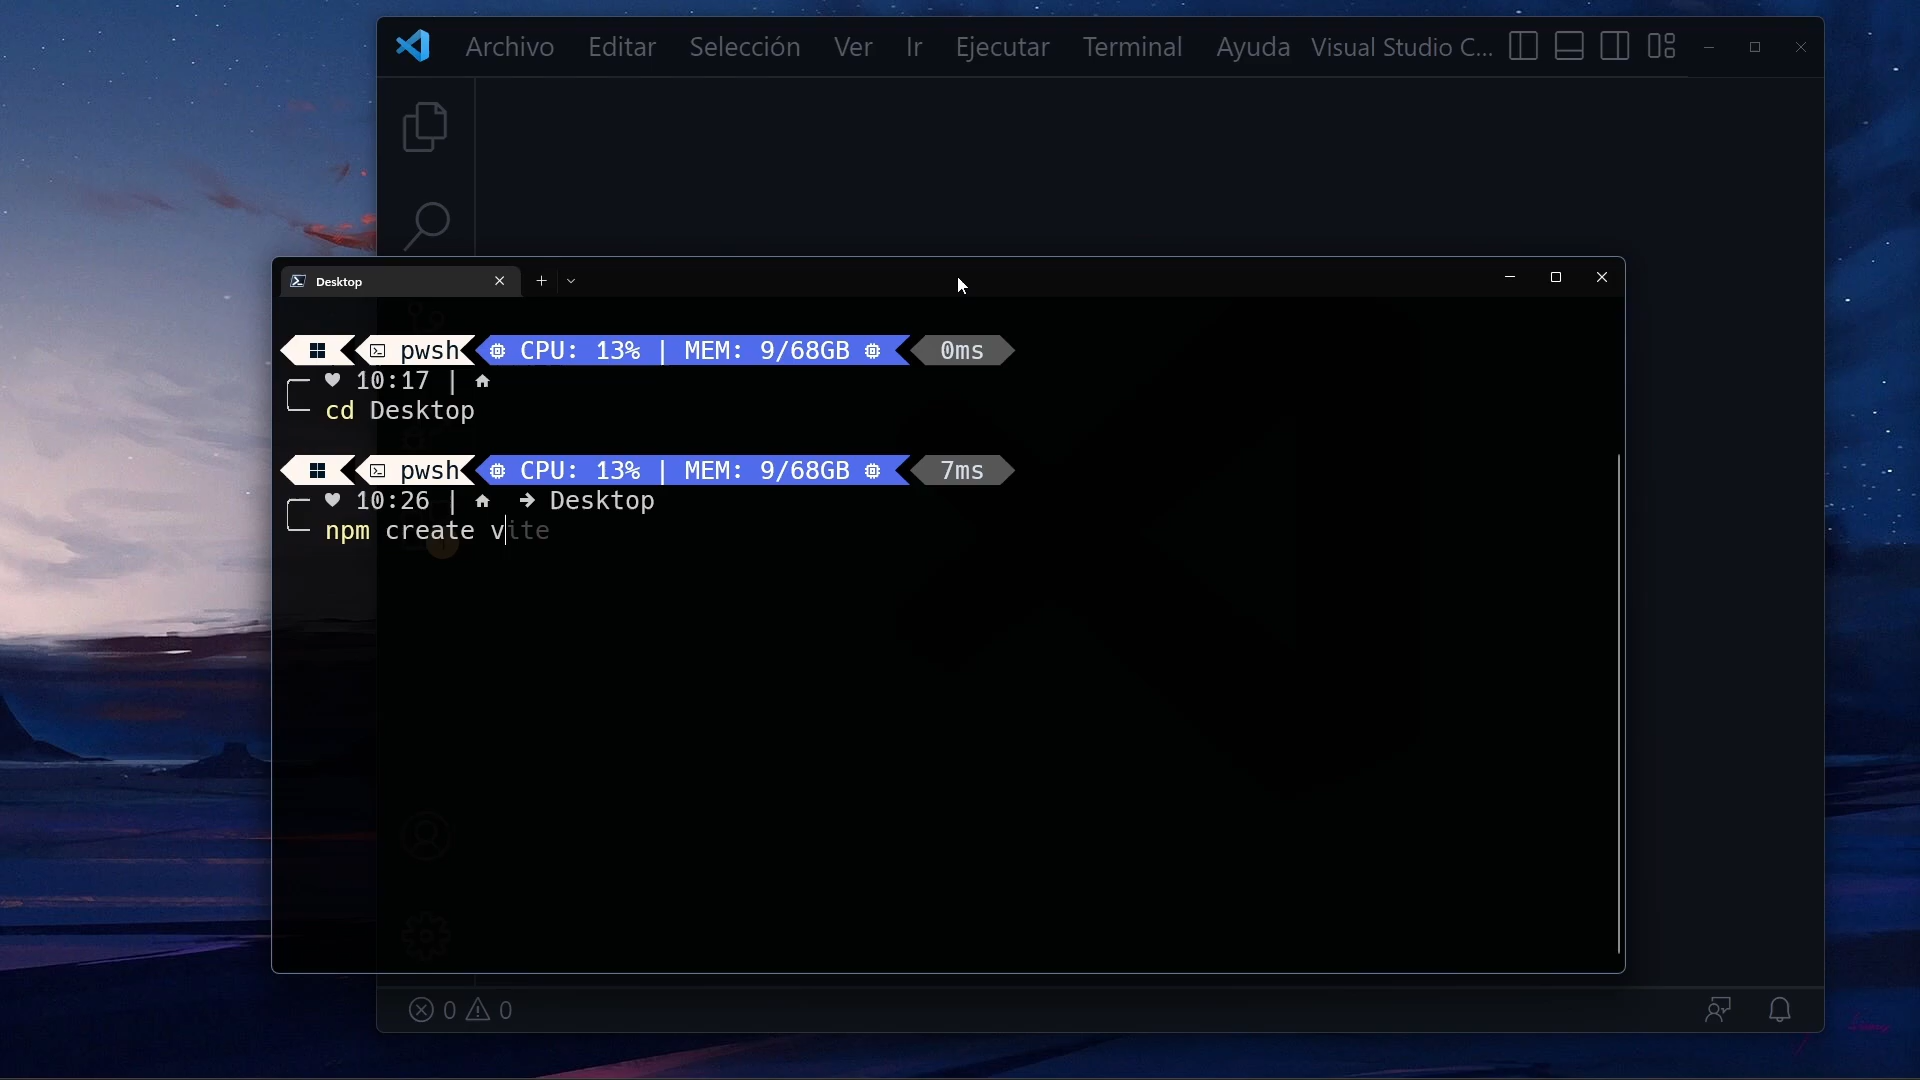 Archivo Editar Selección Ver Ir Ejecutar Terminal Ayuda Visual Studio C...
Desktop
pwsh CPU: 13% | MEM: 9/68GB 0ms
10:17 |
cd Desktop
pwsh CPU: 13% | MEM: 9/68GB 7ms
10:26 | Desktop
npm create vite
0 0